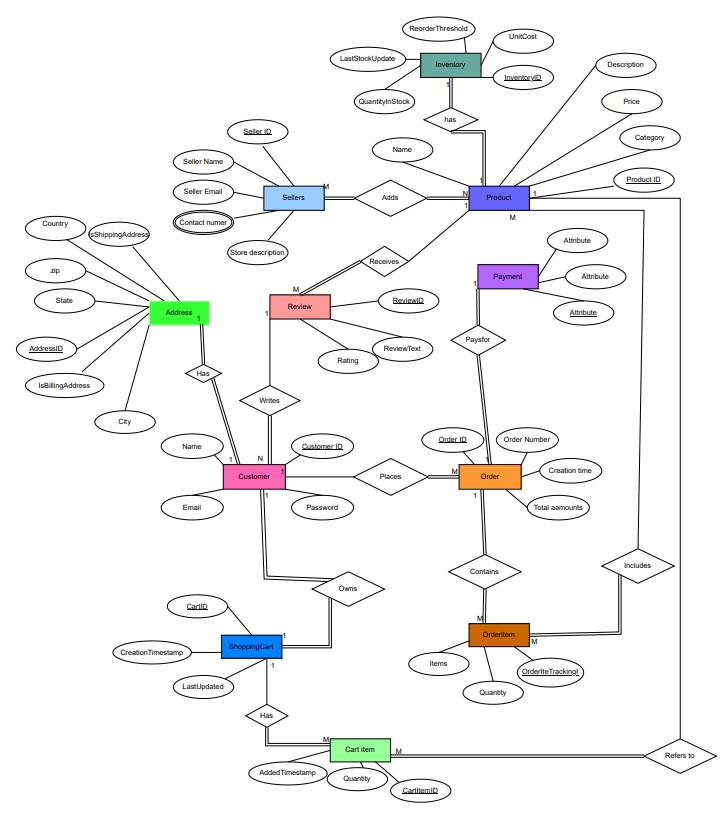 ReorderThreshold
UnitCost
LastStockUpdate
Inventory
Description
InventoryID
1
QuantityInStock
Price
has
Seller ID
Category
Name
Seller Name
Product ID
1
M
Seller Email
N
1
Sellers
Adds
Product
1
Contact numer
M
Country
IsShippingAddress
Attribute
Store description
Receives
zip
Payment
Attribute
1
M
State
ReviewID
Review
Address
1
1
Attribute
Paysfor
AddressID
ReviewText
Rating
Has
IsBillingAddress
Writes
City
Name
Customer ID
Order ID
Order Number
1
N
1
1
M
Creation time
Customer
Places
Order
1
1
Email
Password
Total aamounts
Includes
Contains
Owns
CartID
M
1
OrderItem
M
ShoppingCart
CreationTimestamp
1
Items
OrderIteTrackingI
LastUpdated
Quantity
Has
M
Cart item
M
Refers to
AddedTimestamp
Quantity
CartItemID